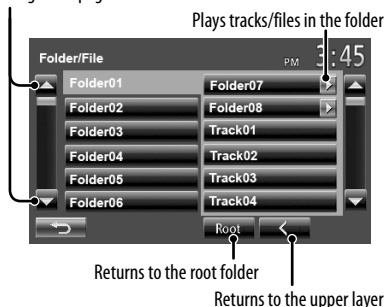 Plays tracks/files in the folder
Folder/File PM 3:45
Folder01 Folder07
Folder02 Folder08
Folder03 Track01
Folder04 Track02
Folder05 Track03
Folder06 Track04
Root
Returns to the root folder
Returns to the upper layer